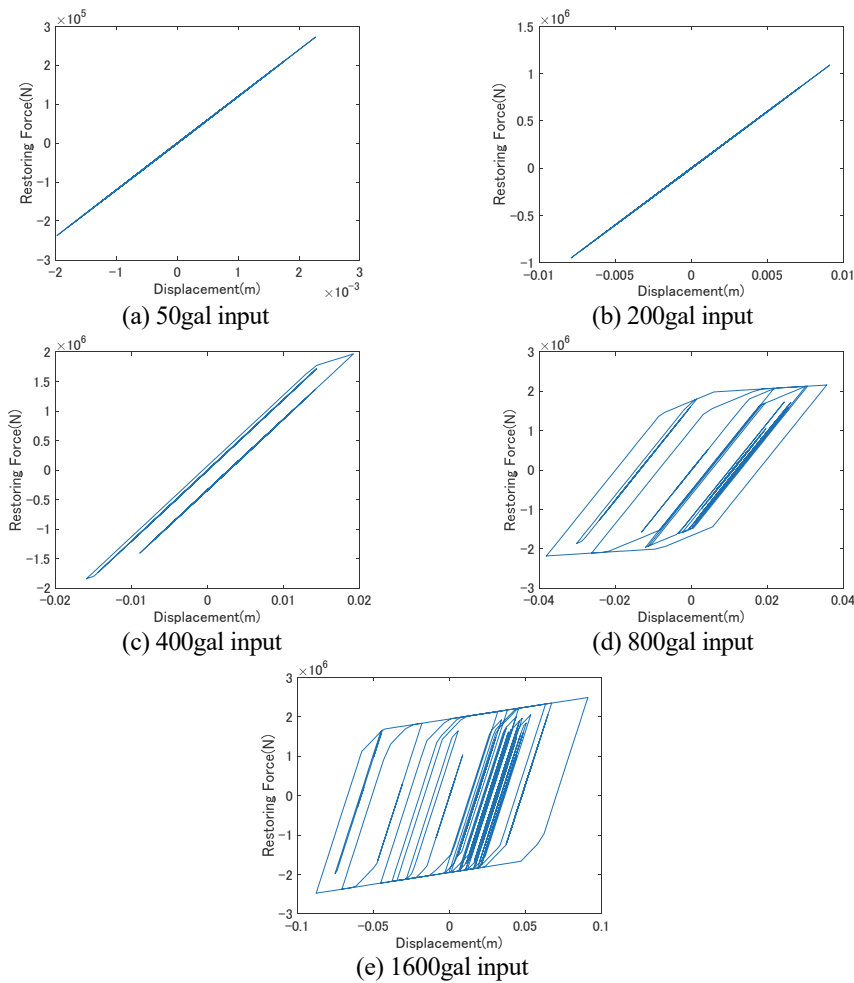 ×10^5
3
2
1
0
−1
−2
−3
Restoring Force(N)
−2 −1 0 1 2 3
Displacement(m) ×10^−3
(a) 50gal input
×10^6
1.5
1
0.5
0
−0.5
−1
Restoring Force(N)
−0.01 −0.005 0 0.005 0.01
Displacement(m)
(b) 200gal input
×10^6
2
1.5
1
0.5
0
−0.5
−1
−1.5
−2
Restoring Force(N)
−0.02 −0.01 0 0.01 0.02
Displacement(m)
(c) 400gal input
×10^6
3
2
1
0
−1
−2
−3
Restoring Force(N)
−0.04 −0.02 0 0.02 0.04
Displacement(m)
(d) 800gal input
×10^6
3
2
1
0
−1
−2
−3
Restoring Force(N)
−0.1 −0.05 0 0.05 0.1
Displacement(m)
(e) 1600gal input